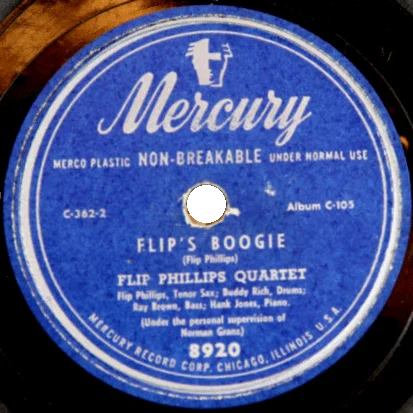 Mercury
MERCO PLASTIC NON-BREAKABLE UNDER NORMAL USE
C-362-2
Album C-105
FLIP'S BOOGIE
(Flip Phillips)
FLIP PHILLIPS QUARTET
Flip Phillips, Tenor Sax; Buddy Rich, Drums;
Ray Brown, Bass; Hank Jones, Piano.
(Under the personal supervision of
Norman Granz)
8920
MERCURY RECORD CORP. CHICAGO, ILLINOIS U.S.A.